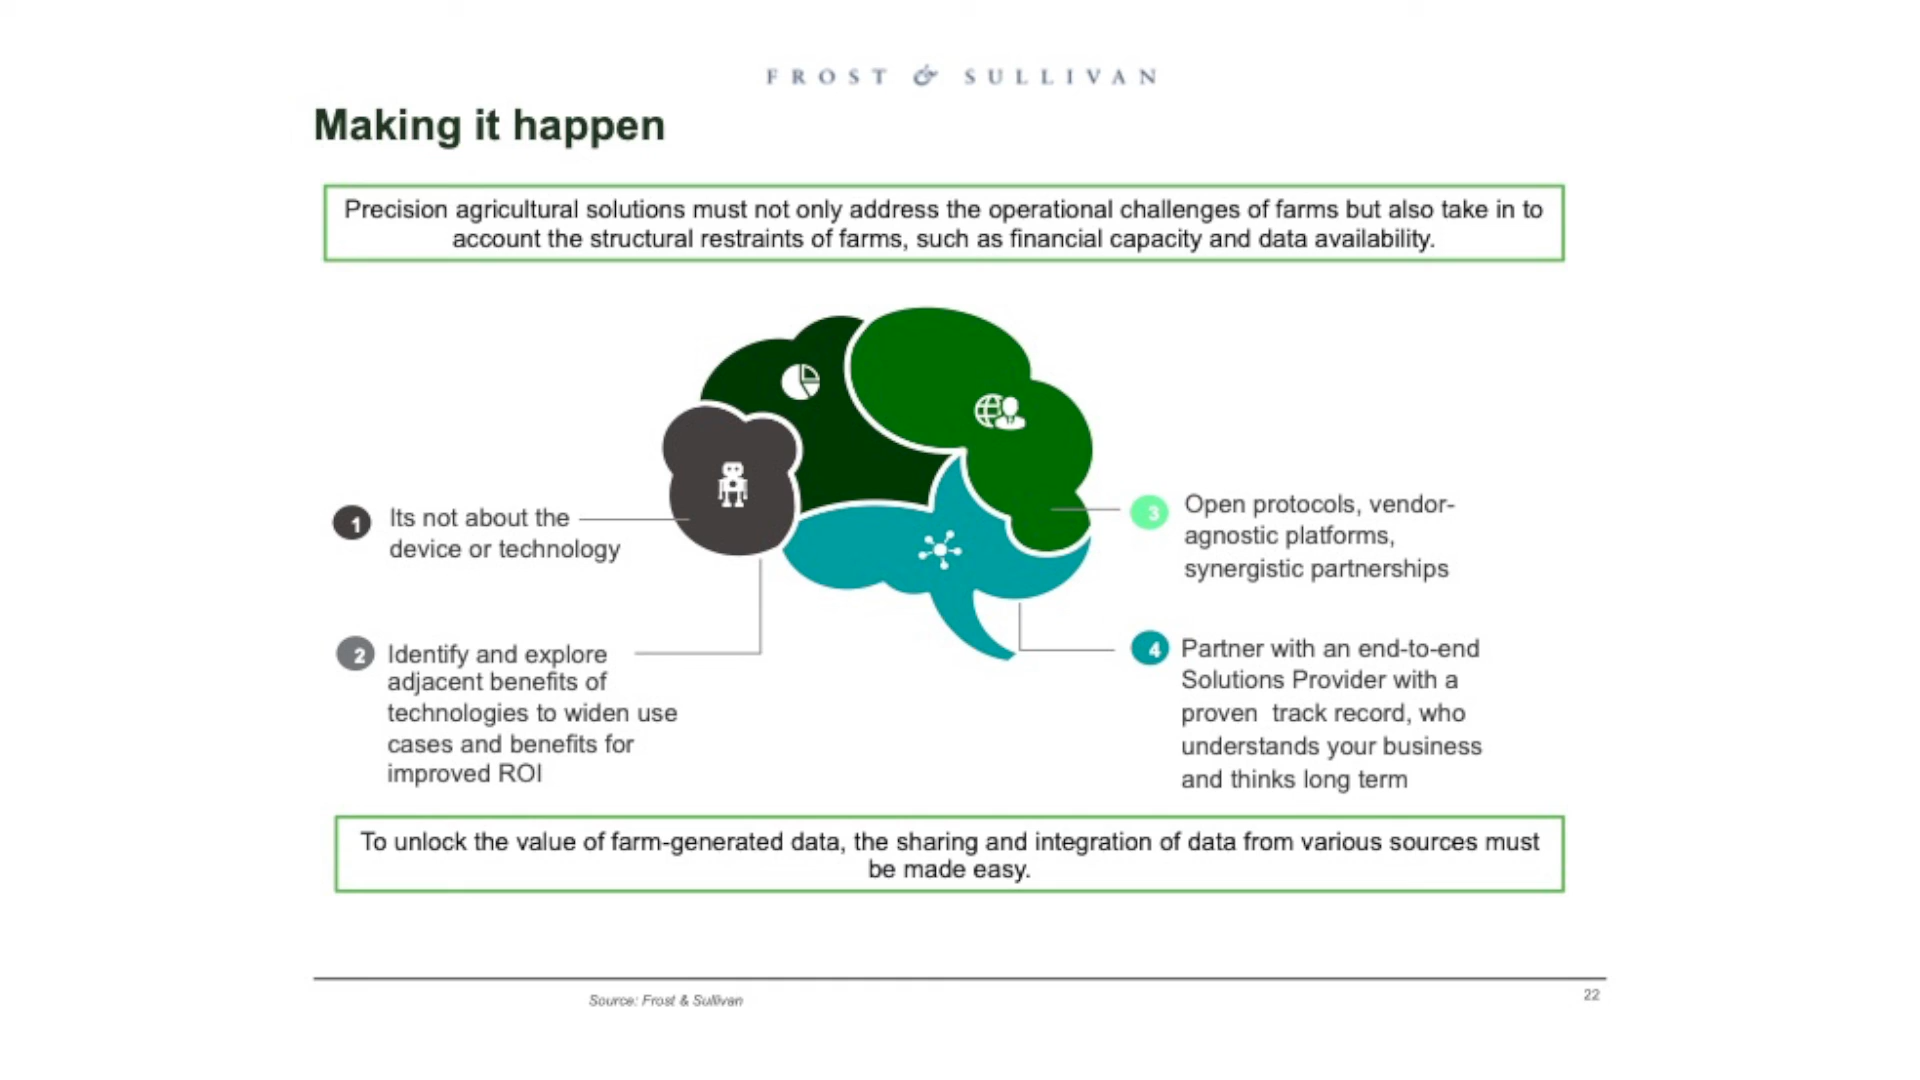 FROST & SULLIVAN
Making it happen
Precision agricultural solutions must not only address the operational challenges of farms but also take in to
account the structural restraints of farms, such as financial capacity and data availability.
1
Its not about the
device or technology
2
Identify and explore
adjacent benefits of
technologies to widen use
cases and benefits for
improved ROI
3
Open protocols, vendor-
agnostic platforms,
synergistic partnerships
4
Partner with an end-to-end
Solutions Provider with a
proven track record, who
understands your business
and thinks long term
To unlock the value of farm-generated data, the sharing and integration of data from various sources must
be made easy.
Source: Frost & Sullivan
22